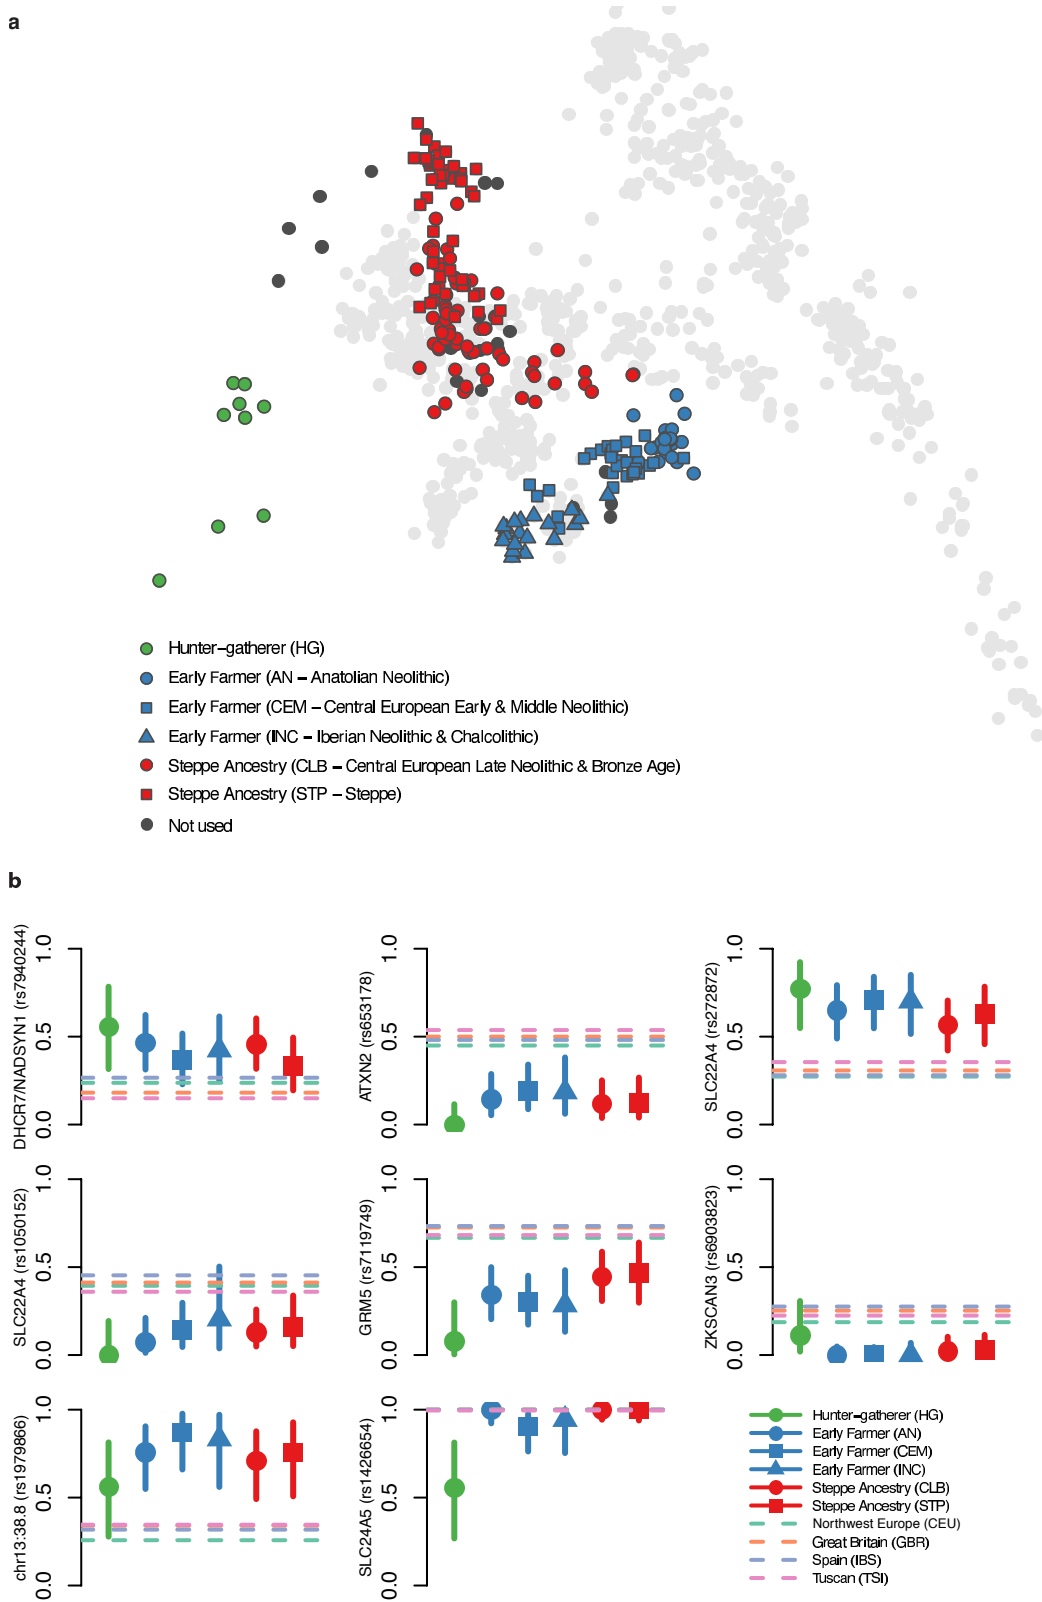 a
Hunter–gatherer (HG)
Early Farmer (AN – Anatolian Neolithic)
Early Farmer (CEM – Central European Early & Middle Neolithic)
Early Farmer (INC – Iberian Neolithic & Chalcolithic)
Steppe Ancestry (CLB – Central European Late Neolithic & Bronze Age)
Steppe Ancestry (STP – Steppe)
Not used
b
DHCR7/NADSYN1 (rs7940244)
1.0
0.5
0.0
ATXN2 (rs653178)
1.0
0.5
0.0
SLC22A4 (rs272872)
1.0
0.5
0.0
SLC22A4 (rs1050152)
1.0
0.5
0.0
GRM5 (rs7119749)
1.0
0.5
0.0
ZKSCAN3 (rs6903823)
1.0
0.5
0.0
chr13:38.8 (rs1979866)
1.0
0.5
0.0
SLC24A5 (rs1426654)
1.0
0.5
0.0
Hunter–gatherer (HG)
Early Farmer (AN)
Early Farmer (CEM)
Early Farmer (INC)
Steppe Ancestry (CLB)
Steppe Ancestry (STP)
Northwest Europe (CEU)
Great Britain (GBR)
Spain (IBS)
Tuscan (TSI)